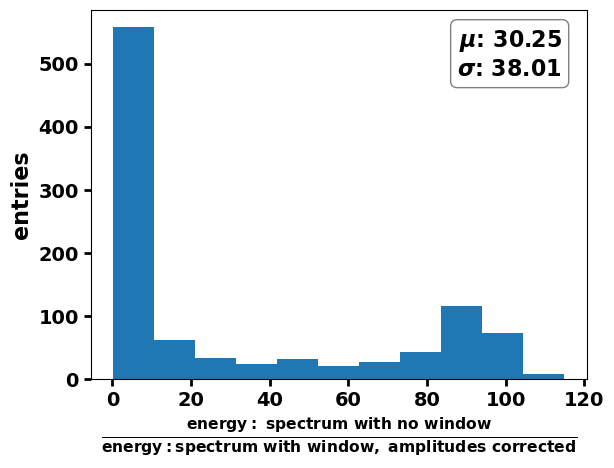 μ: 30.25
σ: 38.01
entries
500
400
300
200
100
0
0 20 40 60 80 100 120
energy : spectrum with no window
energy : spectrum with window, amplitudes corrected